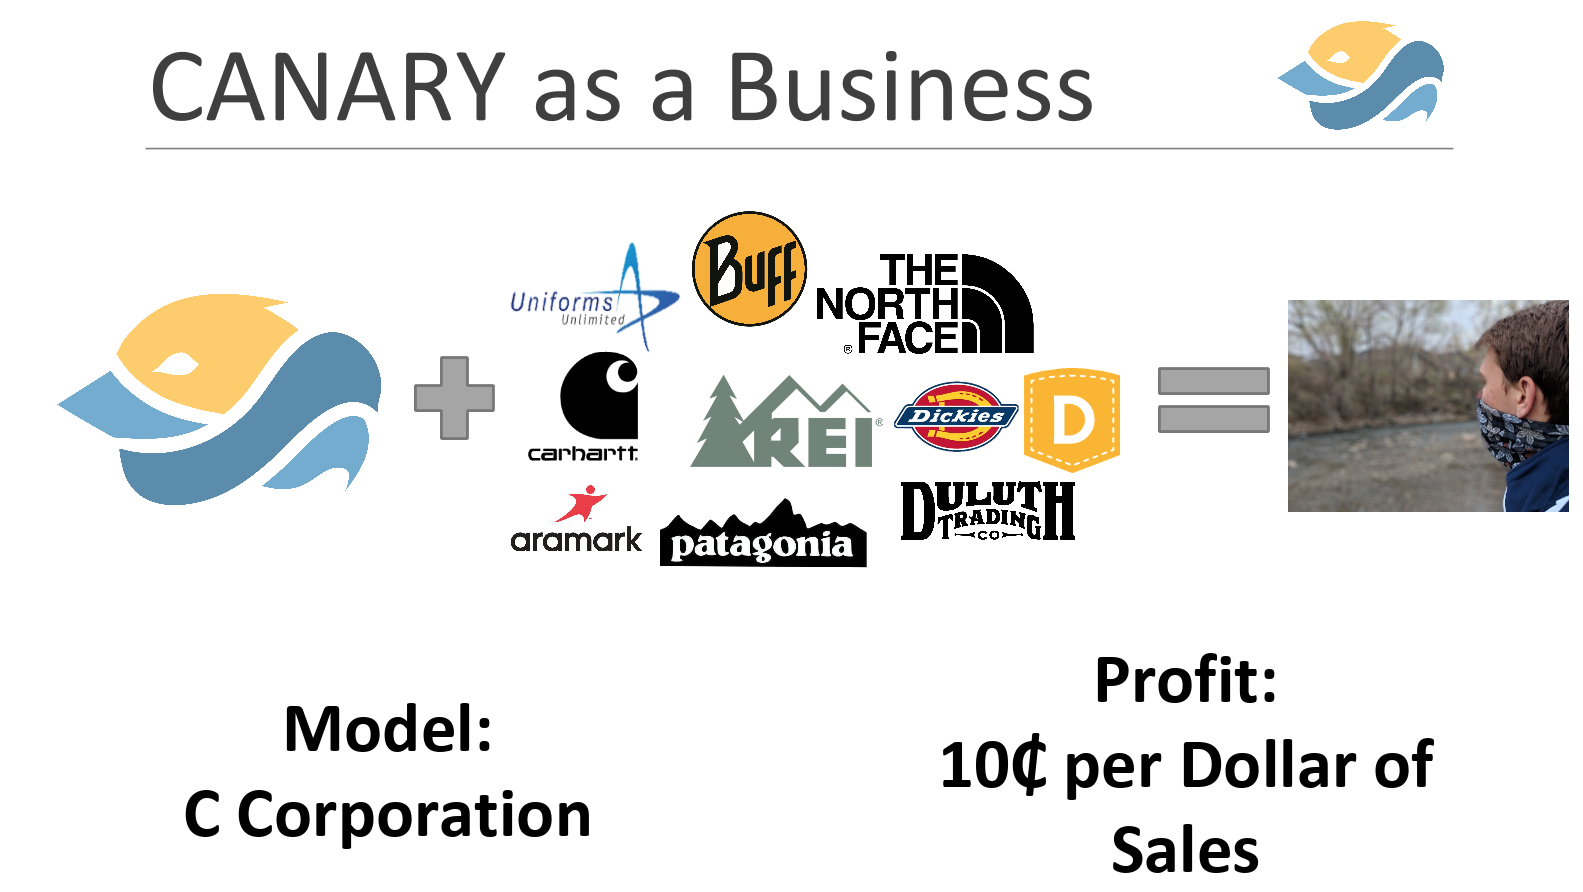 CANARY as a Business
Uniforms
Unlimited
BUFF
THE
NORTH
FACE
®
carhartt
REI
®
Dickies
D
aramark
patagonia
DULUTH
TRADING
CO
Model:
C Corporation
Profit:
10₵ per Dollar of
Sales